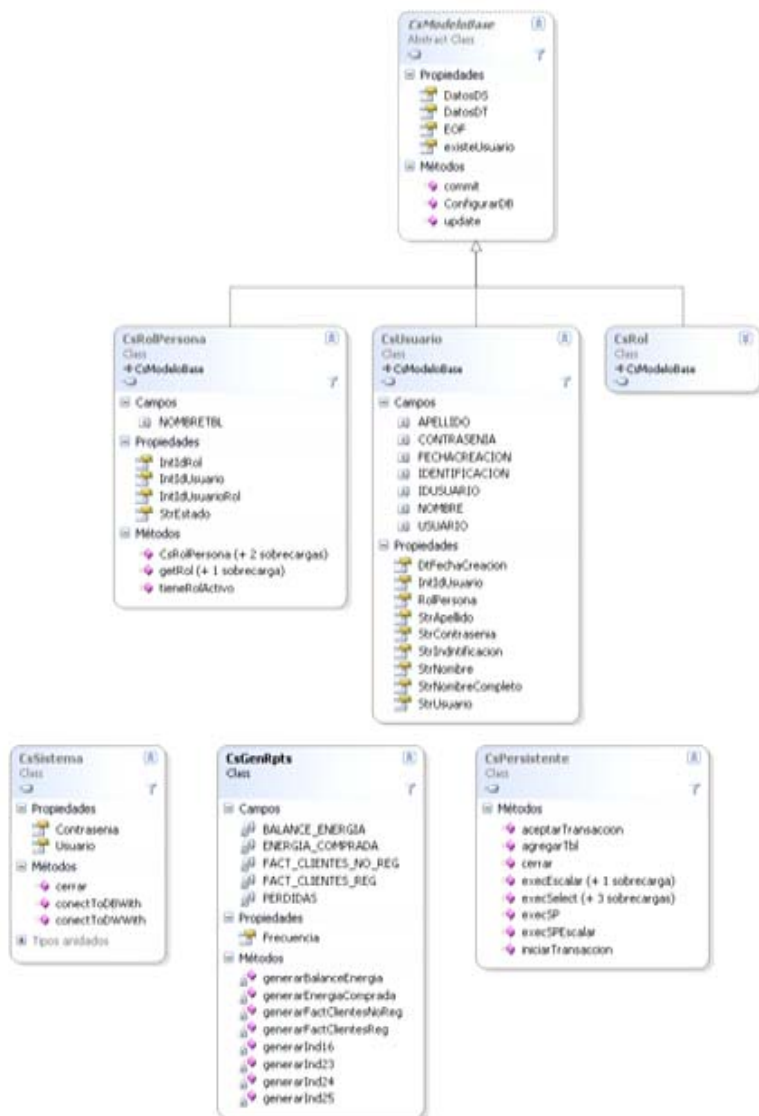 CsModeloBase
Abstract Class
Propiedades
DatosDS
DatosDT
EOF
existeUsuario
Métodos
commit
ConfigurarDB
update
CsRolPersona
Class
CsModeloBase
Campos
NOMBRETBL
Propiedades
IntIdRol
IntIdUsuario
IntIdUsuarioRol
StrEstado
Métodos
CsRolPersona (+ 2 sobrecargas)
getRol (+ 1 sobrecarga)
tieneRolActivo
CsUsuario
Class
CsModeloBase
Campos
APELLIDO
CONTRASENIA
FECHACREACION
IDENTIFICACION
IDUSUARIO
NOMBRE
USUARIO
Propiedades
DtFechaCreacion
IntIdUsuario
RolPersona
StrApellido
StrContrasenia
StrIndntificacion
StrNombre
StrNombreCompleto
StrUsuario
CsRol
Class
CsModeloBase
CsSistema
Class
Propiedades
Contrasenia
Usuario
Métodos
cerrar
conectToDBWith
conectToDWWith
Tipos anidados
CsGenRpts
Class
Campos
BALANCE_ENERGIA
ENERGIA_COMPRADA
FACT_CLIENTES_NO_REG
FACT_CLIENTES_REG
PERDIDAS
Propiedades
Frecuencia
Métodos
generarBalanceEnergia
generarEnergiaComprada
generarFactClientesNoReg
generarFactClientesReg
generarInd16
generarInd23
generarInd24
generarInd25
CsPersistente
Class
Métodos
aceptarTransaccion
agregarTbl
cerrar
execEscalar (+ 1 sobrecarga)
execSelect (+ 3 sobrecargas)
execSP
execSPEscalar
iniciarTransaccion